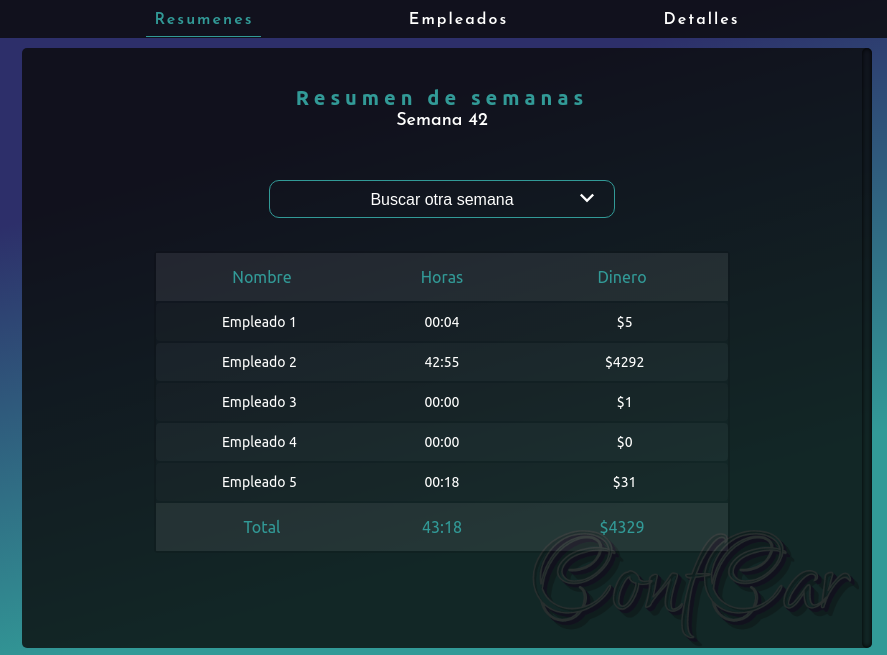 Resumenes Empleados Detalles
Resumen de semanas
Semana 42
Buscar otra semana
Nombre Horas Dinero
Empleado 1 00:04 $5
Empleado 2 42:55 $4292
Empleado 3 00:00 $1
Empleado 4 00:00 $0
Empleado 5 00:18 $31
Total 43:18 $4329
ConfCar